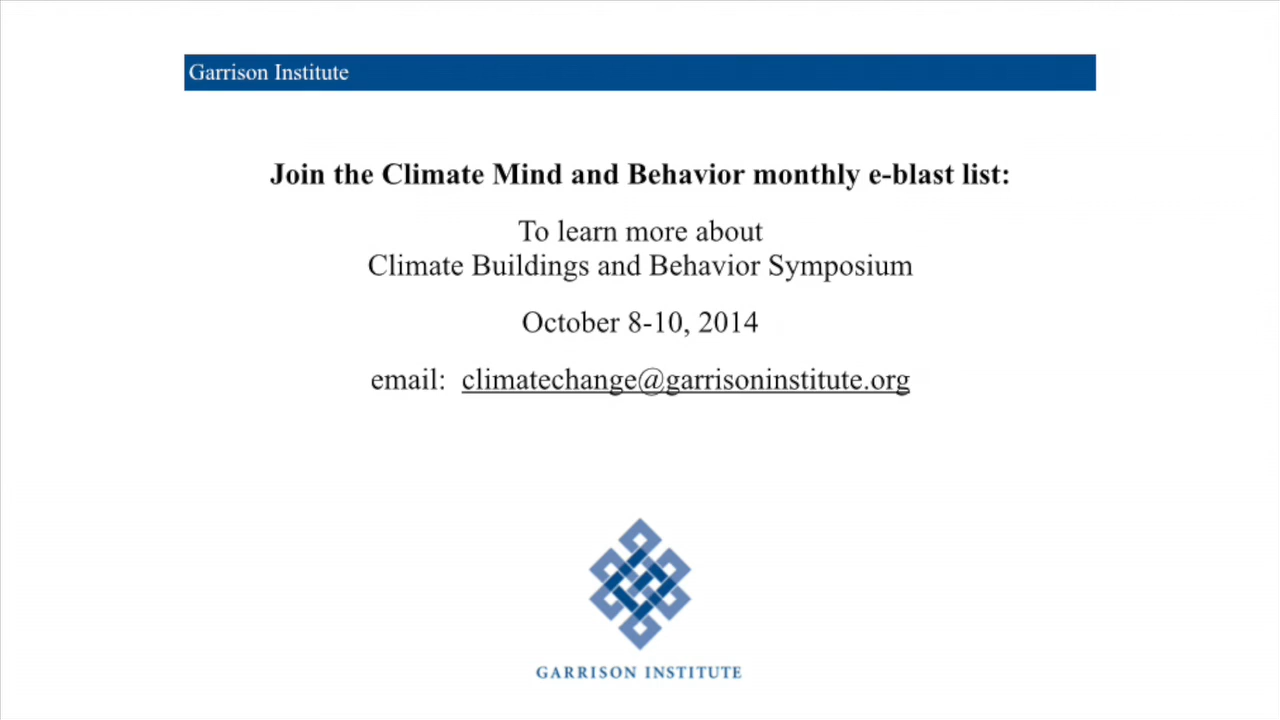 Garrison Institute
Join the Climate Mind and Behavior monthly e-blast list:
To learn more about
Climate Buildings and Behavior Symposium
October 8-10, 2014
email: climatechange@garrisoninstitute.org
GARRISON INSTITUTE